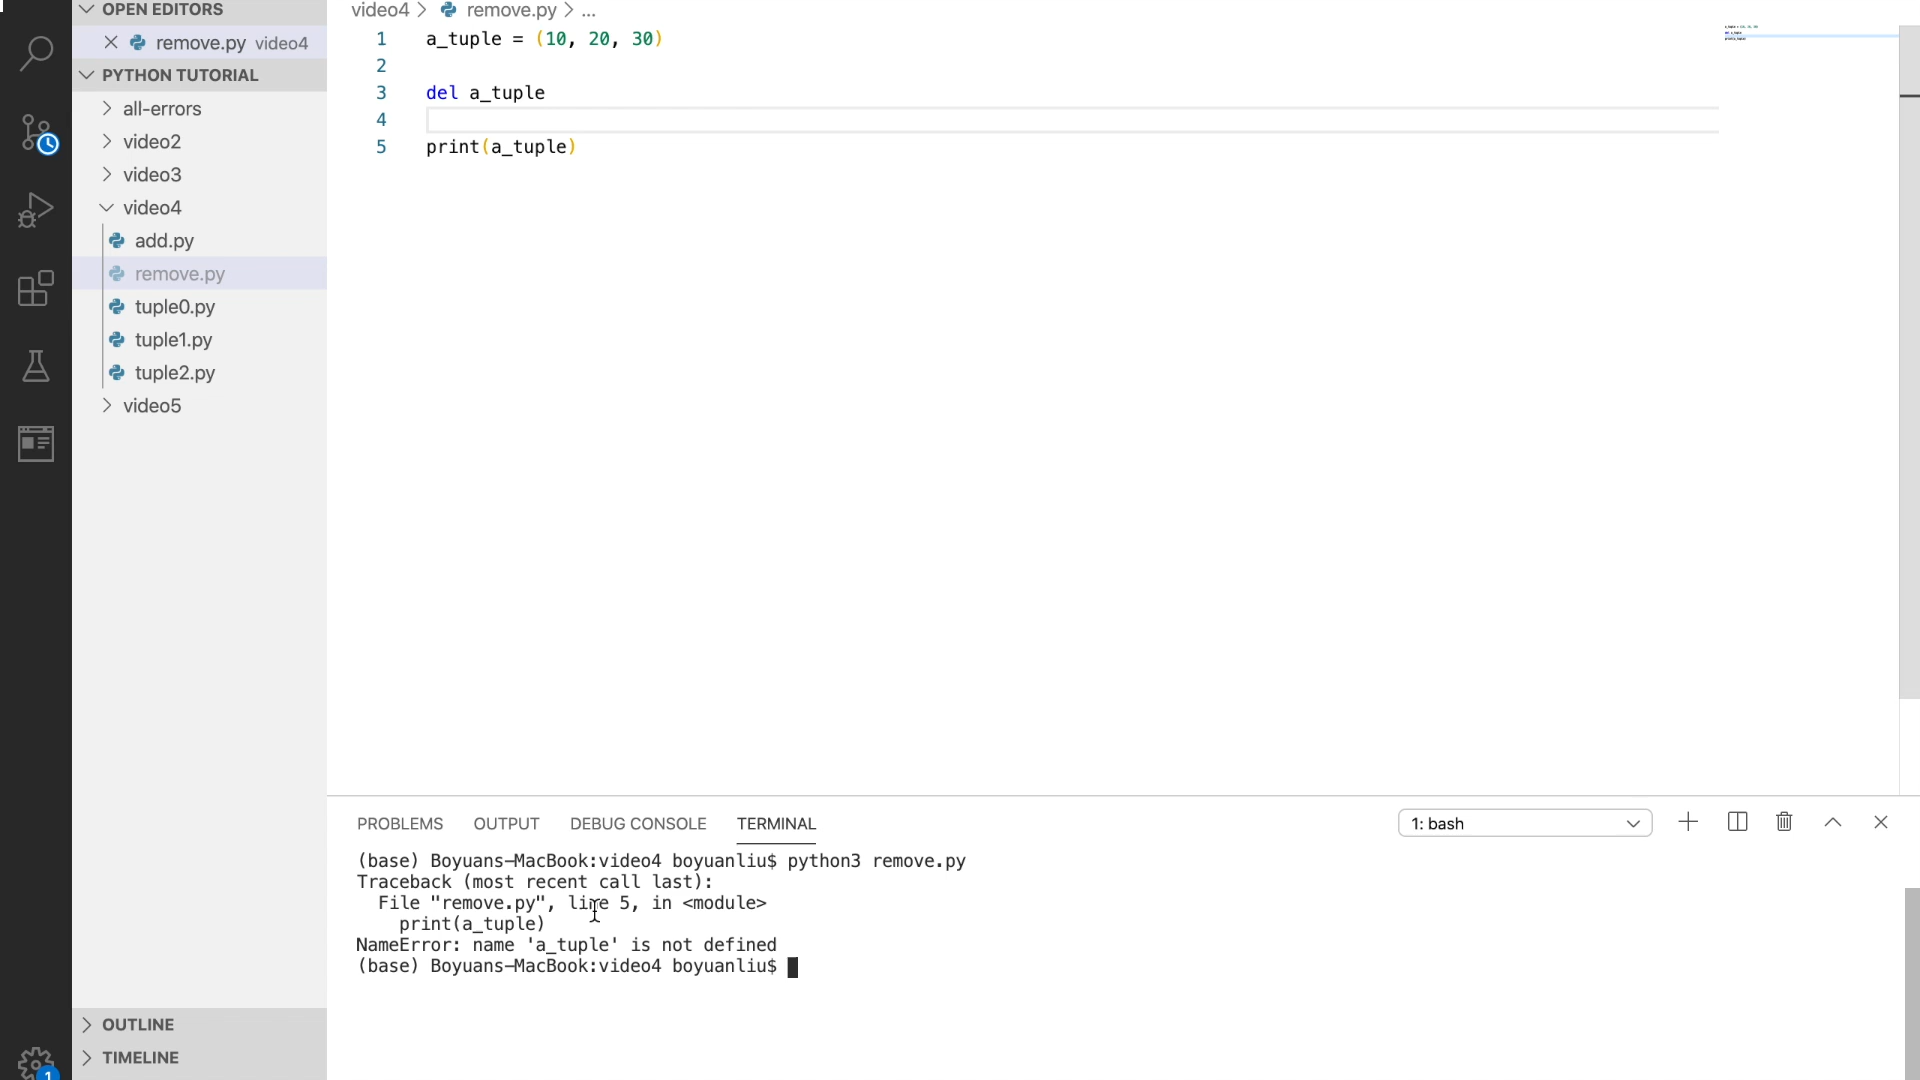 OPEN EDITORS
remove.py video4
PYTHON TUTORIAL
all-errors
video2
video3
video4
add.py
remove.py
tuple0.py
tuple1.py
tuple2.py
video5
OUTLINE
TIMELINE
1
video4 > remove.py > ...
1 a_tuple = (10, 20, 30)
2
3 del a_tuple
4
5 print(a_tuple)
PROBLEMS OUTPUT DEBUG CONSOLE TERMINAL 1: bash
(base) Boyuans-MacBook:video4 boyuanliu$ python3 remove.py
Traceback (most recent call last):
File "remove.py", line 5, in <module>
print(a_tuple)
NameError: name 'a_tuple' is not defined
(base) Boyuans-MacBook:video4 boyuanliu$